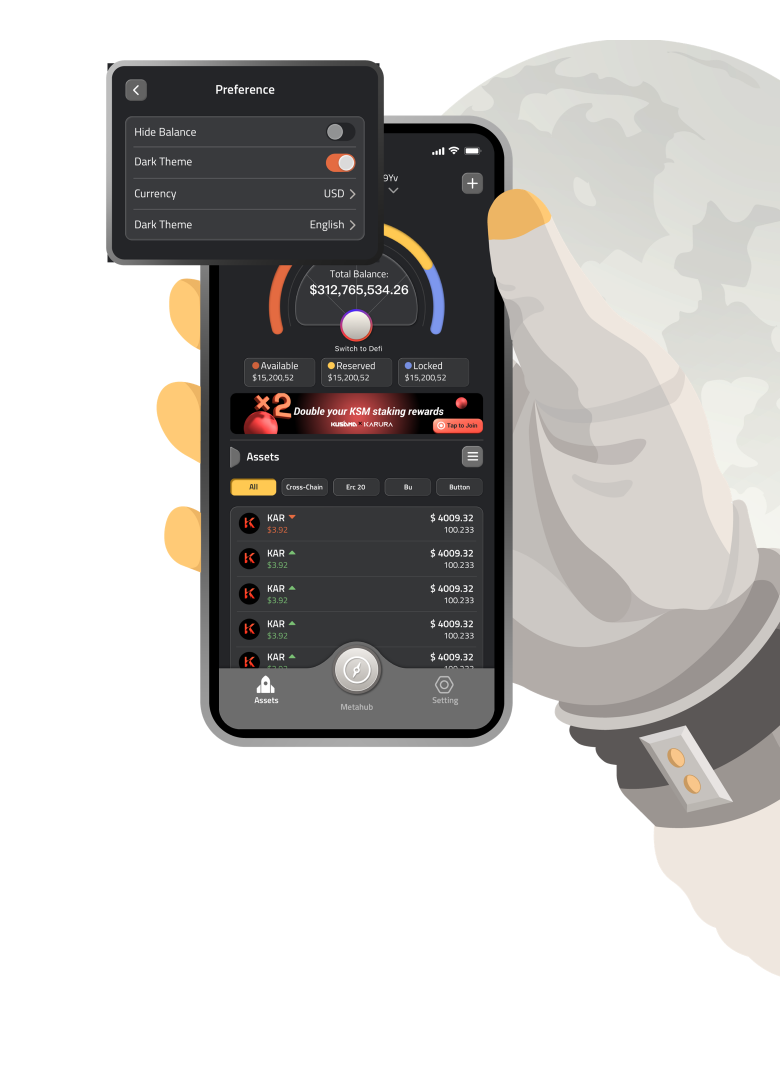 Preference
Hide Balance
Dark Theme
Currency USD
Dark Theme English
9Yv
Total Balance:
$312,765,534.26
Switch to Defi
Available
$15,200,52
Reserved
$15,200,52
Locked
$15,200,52
×2 Double your KSM staking rewards
KUSAMA × KARURA
Tap to Join
Assets
All Cross-Chain Erc 20 Bu Button
KAR $ 4009.32
$3.92 100.233
KAR $ 4009.32
$3.92 100.233
KAR $ 4009.32
$3.92 100.233
KAR $ 4009.32
$3.92 100.233
KAR $ 4009.32
$3.92 100.233
Assets Metahub Setting